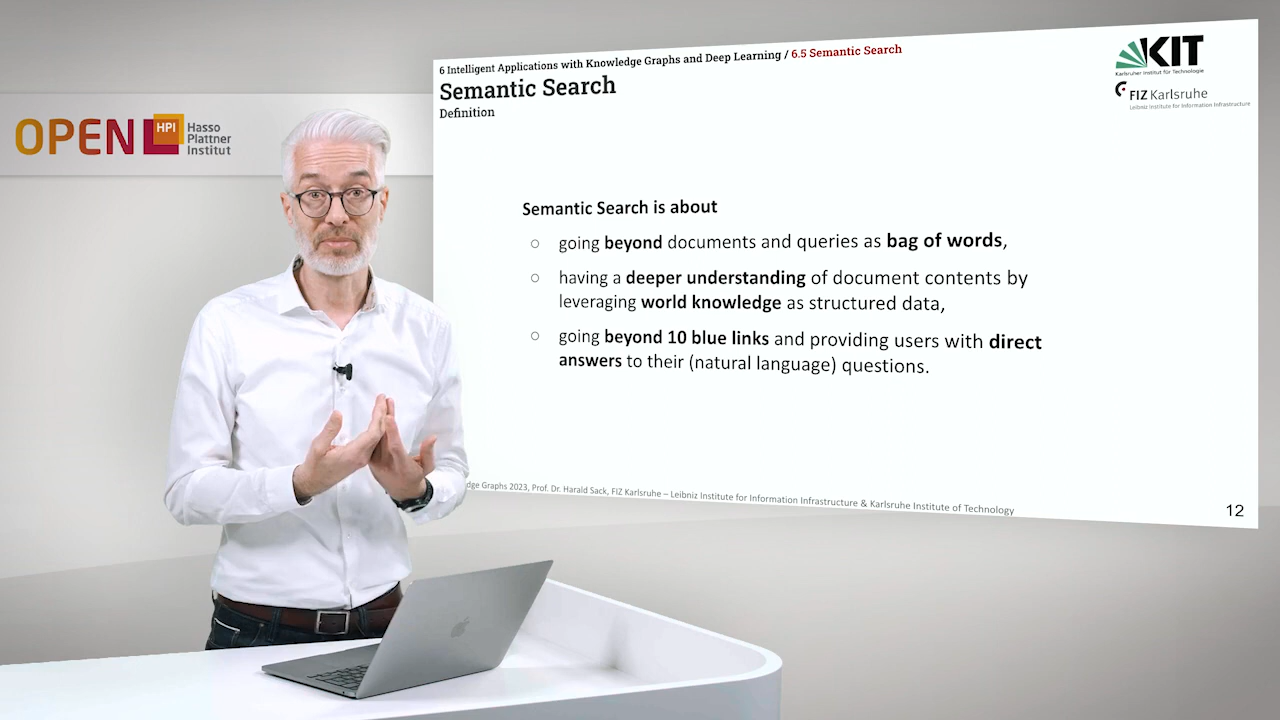 OPEN
HPI
Hasso
Plattner
Institut
6 Intelligent Applications with Knowledge Graphs and Deep Learning / 6.5 Semantic Search
Semantic Search
Definition
KIT
Karlsruher Institut für Technologie
FIZ Karlsruhe
Leibniz Institute for Information Infrastructure
Semantic Search is about
○ going beyond documents and queries as bag of words,
○ having a deeper understanding of document contents by
leveraging world knowledge as structured data,
○ going beyond 10 blue links and providing users with direct
answers to their (natural language) questions.
dge Graphs 2023, Prof. Dr. Harald Sack, FIZ Karlsruhe – Leibniz Institute for Information Infrastructure & Karlsruhe Institute of Technology
12